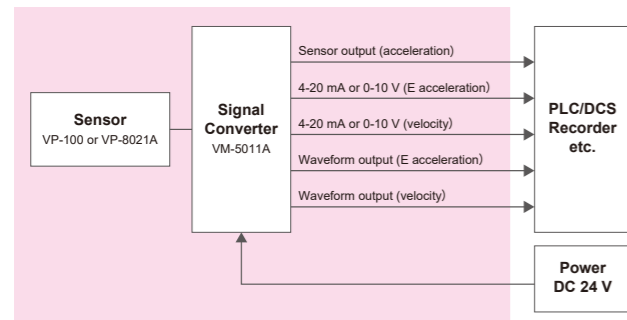 Sensor
VP-100 or VP-8021A
Signal
Converter
VM-5011A
Sensor output (acceleration)
4-20 mA or 0-10 V (E acceleration)
4-20 mA or 0-10 V (velocity)
Waveform output (E acceleration)
Waveform output (velocity)
PLC/DCS
Recorder
etc.
Power
DC 24 V